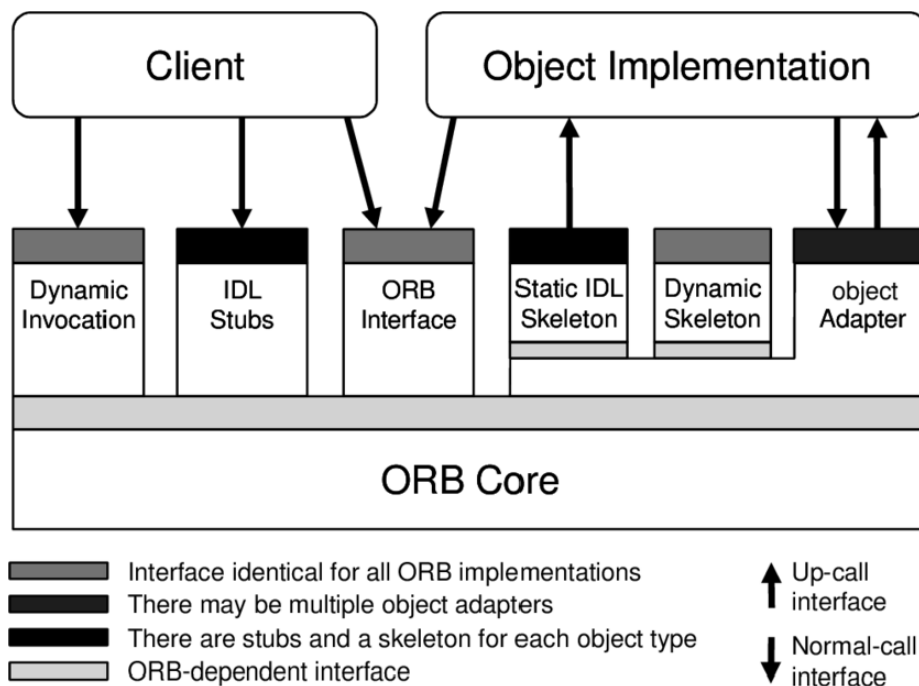 Client
Object Implementation
Dynamic
Invocation
IDL
Stubs
ORB
Interface
Static IDL
Skeleton
Dynamic
Skeleton
object
Adapter
ORB Core
Interface identical for all ORB implementations
There may be multiple object adapters
There are stubs and a skeleton for each object type
ORB-dependent interface
Up-call
interface
Normal-call
interface